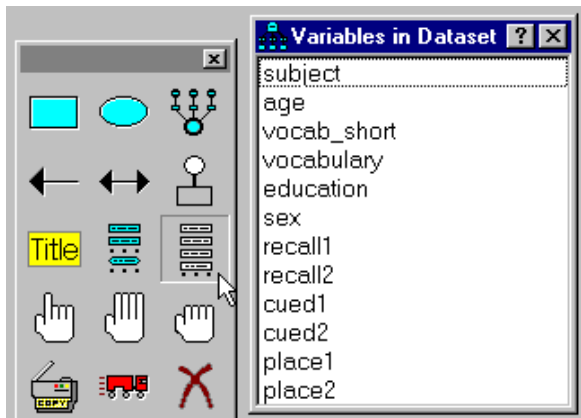 Variables in Dataset
subject
age
vocab_short
vocabulary
education
sex
recall1
recall2
cued1
cued2
place1
place2
Title
COPY